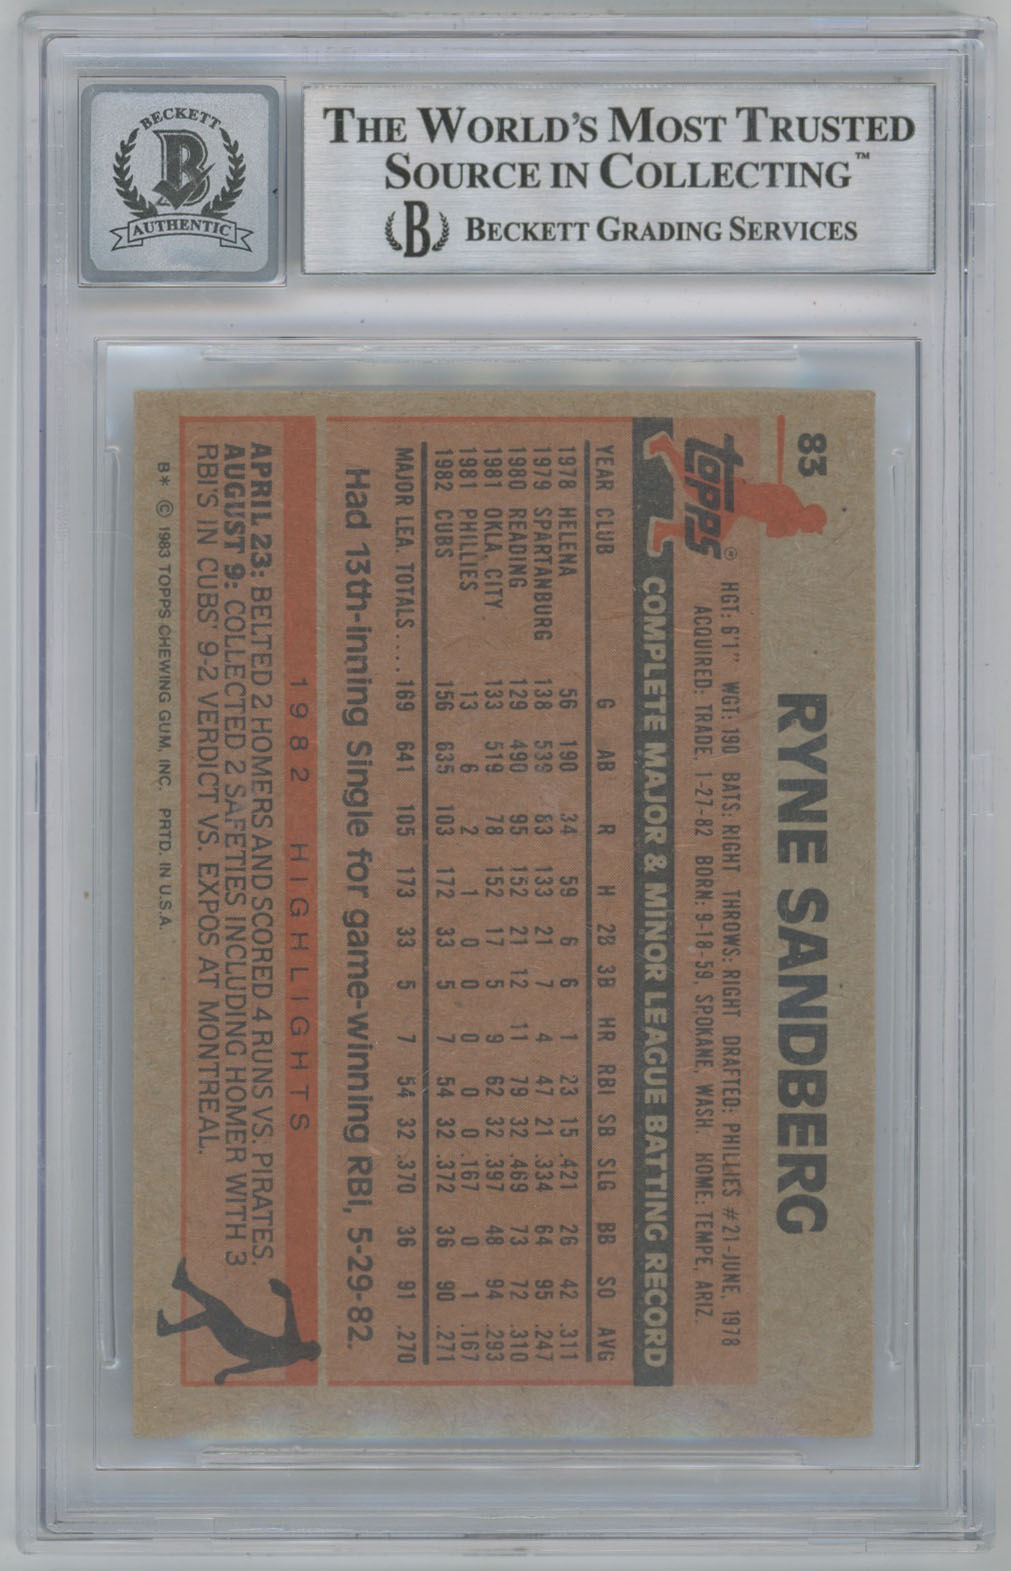 BECKETT
B
AUTHENTIC
THE WORLD'S MOST TRUSTED
SOURCE IN COLLECTING™
B BECKETT GRADING SERVICES
83
RYNE SANDBERG
Topps®
HGT: 6'1" WGT: 190 BATS: RIGHT THROWS: RIGHT DRAFTED: PHILLIES #21-JUNE, 1978
ACQUIRED: TRADE, 1-27-82 BORN: 9-18-59, SPOKANE, WASH. HOME: TEMPE, ARIZ.
COMPLETE MAJOR & MINOR LEAGUE BATTING RECORD
YEAR CLUB G AB R H 2B 3B HR RBI SB SLG BB SO AVG
1978 HELENA 56 190 34 59 6 6 1 23 15 .421 26 42 .311
1979 SPARTANBURG 138 539 83 133 21 7 4 47 21 .334 64 95 .247
1980 READING 129 490 95 152 21 12 11 79 32 .469 73 72 .310
1981 OKLA. CITY 133 519 78 152 17 5 9 62 32 .397 48 94 .293
1981 PHILLIES 13 6 2 1 0 0 0 0 0 .167 0 1 .167
1982 CUBS 156 635 103 172 33 5 7 54 32 .372 36 90 .271
MAJOR LEA. TOTALS.... 169 641 105 173 33 5 7 54 32 .370 36 91 .270
Had 13th-inning Single for game-winning RBI, 5-29-82.
1982 HIGHLIGHTS
APRIL 23: BELTED 2 HOMERS AND SCORED 4 RUNS VS. PIRATES.
AUGUST 9: COLLECTED 2 SAFETIES INCLUDING HOMER WITH 3
RBI'S IN CUBS' 9-2 VERDICT VS. EXPOS AT MONTREAL.
B* © 1983 TOPPS CHEWING GUM, INC. PRTD. IN U.S.A.